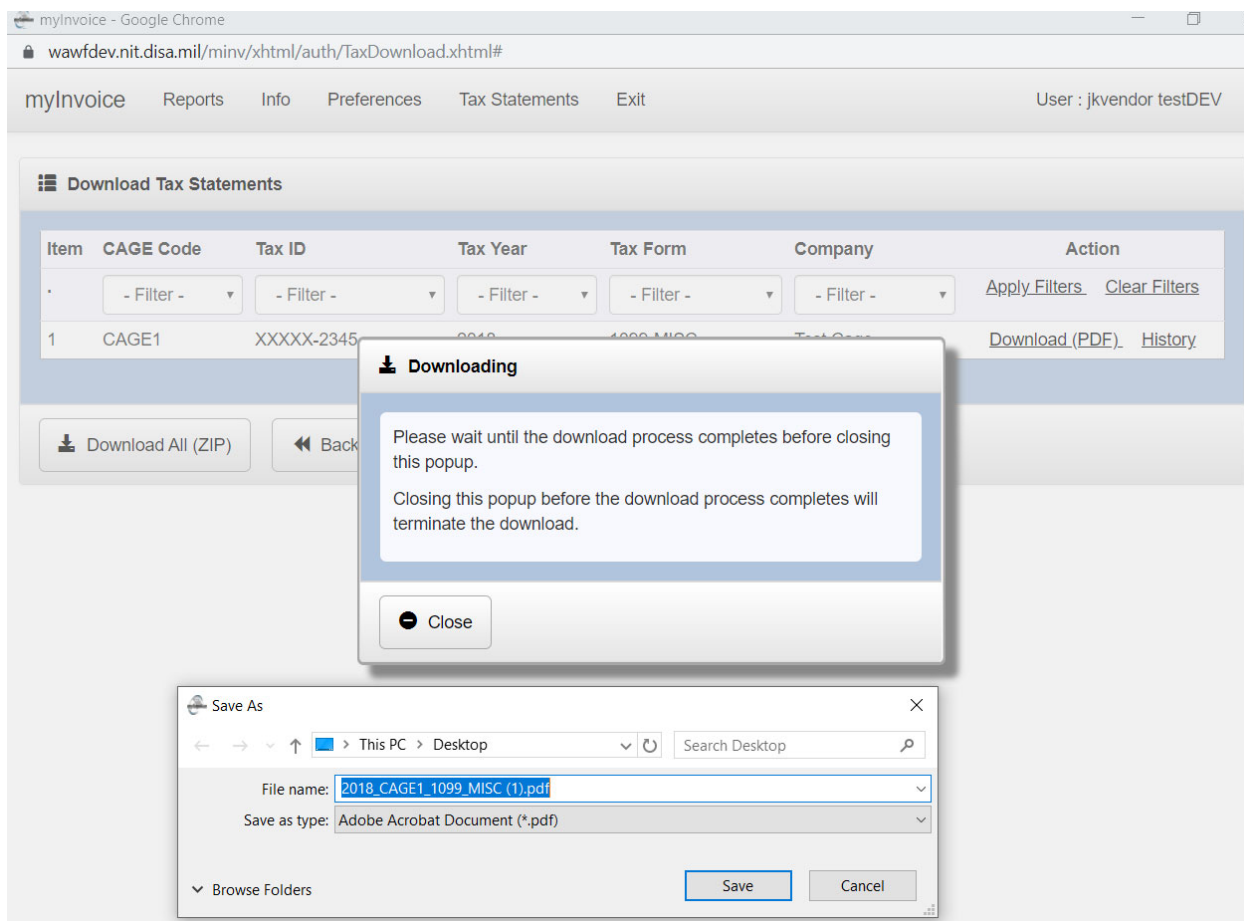 myInvoice - Google Chrome
wawfdev.nit.disa.mil/minv/xhtml/auth/TaxDownload.xhtml#
myInvoice Reports Info Preferences Tax Statements Exit User : jkvendor testDEV
Download Tax Statements
Item CAGE Code Tax ID Tax Year Tax Form Company Action
. - Filter - - Filter - - Filter - - Filter - - Filter - Apply Filters Clear Filters
1 CAGE1 XXXXX-2345 2018 1099-MISC Test Cage Download (PDF) History
Downloading
Download All (ZIP) Back
Please wait until the download process completes before closing
this popup.
Closing this popup before the download process completes will
terminate the download.
Close
Save As
This PC > Desktop Search Desktop
File name: 2018_CAGE1_1099_MISC (1).pdf
Save as type: Adobe Acrobat Document (*.pdf)
Browse Folders Save Cancel